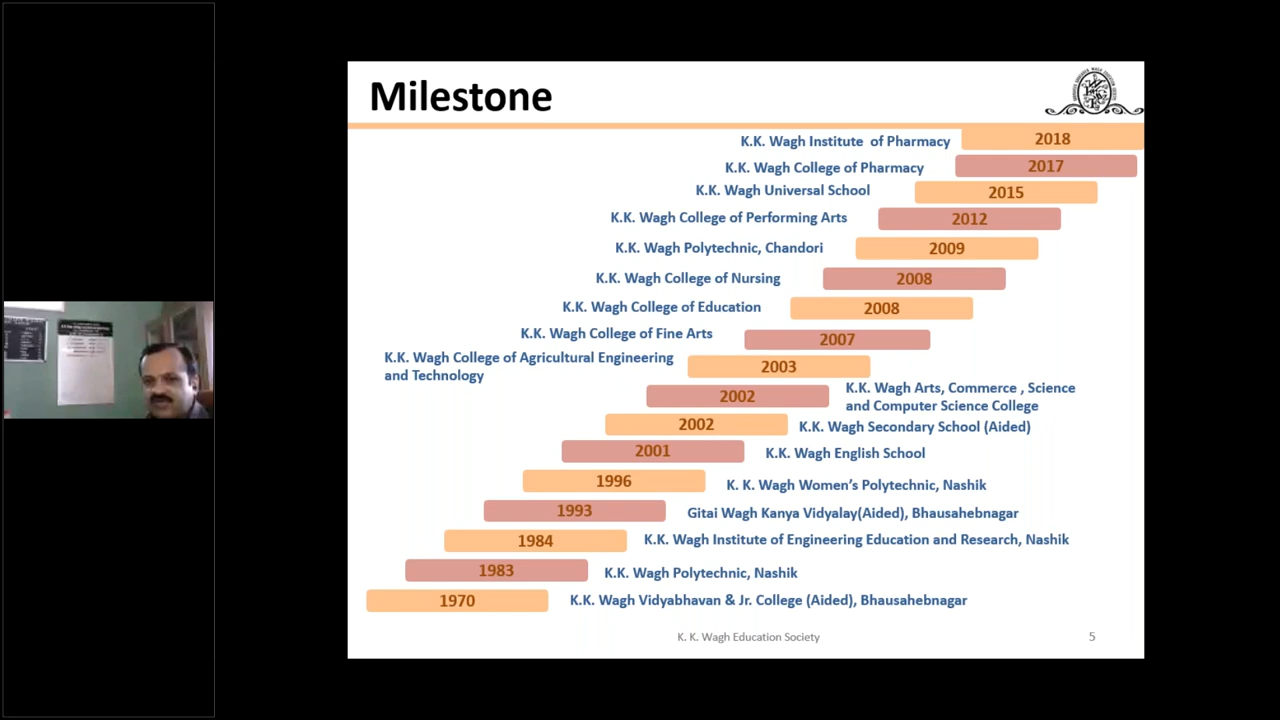 Milestone
K.K. Wagh Institute of Pharmacy 2018
K.K. Wagh College of Pharmacy 2017
K.K. Wagh Universal School 2015
K.K. Wagh College of Performing Arts 2012
K.K. Wagh Polytechnic, Chandori 2009
K.K. Wagh College of Nursing 2008
K.K. Wagh College of Education 2008
K.K. Wagh College of Fine Arts 2007
K.K. Wagh College of Agricultural Engineering
and Technology
2003
2002 K.K. Wagh Arts, Commerce , Science
and Computer Science College
2002 K.K. Wagh Secondary School (Aided)
2001 K.K. Wagh English School
1996 K. K. Wagh Women’s Polytechnic, Nashik
1993 Gitai Wagh Kanya Vidyalay(Aided), Bhausahebnagar
1984 K.K. Wagh Institute of Engineering Education and Research, Nashik
1983 K.K. Wagh Polytechnic, Nashik
1970 K.K. Wagh Vidyabhavan & Jr. College (Aided), Bhausahebnagar
K. K. Wagh Education Society 5